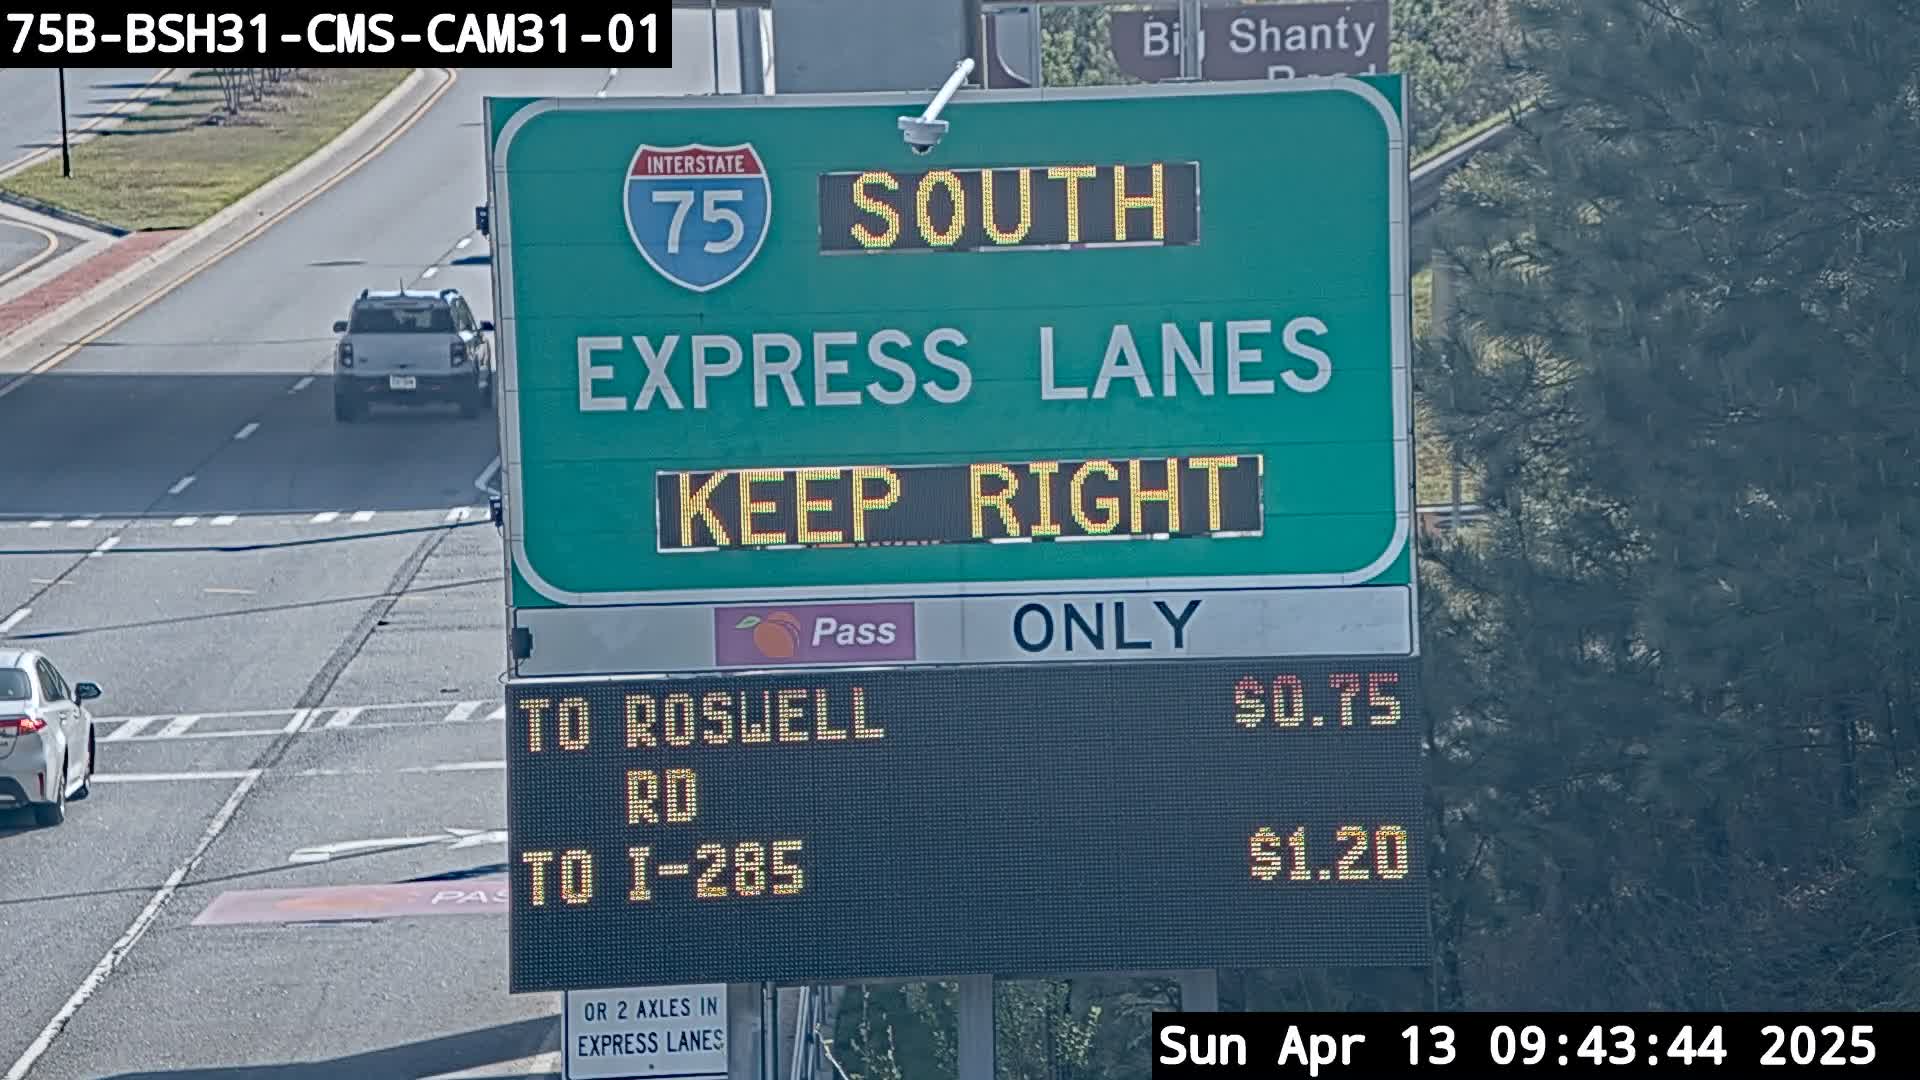 75B-BSH31-CMS-CAM31-01
Big Shanty
INTERSTATE
75
SOUTH
EXPRESS LANES
KEEP RIGHT
Pass ONLY
TO ROSWELL $0.75
RD
TO I-285 $1.20
PAS
OR 2 AXLES IN
EXPRESS LANES
Sun Apr 13 09:43:44 2025